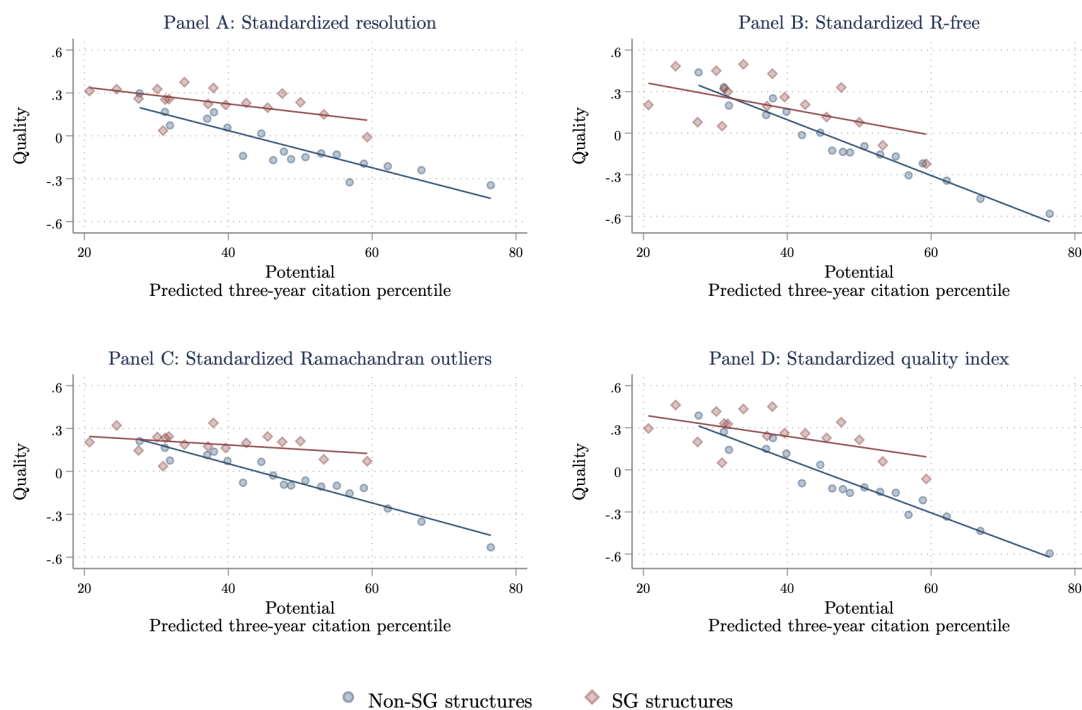 Panel A: Standardized resolution
.6
.3
0
-.3
-.6
Quality
20 40 60 80
Potential
Predicted three-year citation percentile
Panel B: Standardized R-free
.6
.3
0
-.3
-.6
Quality
20 40 60 80
Potential
Predicted three-year citation percentile
Panel C: Standardized Ramachandran outliers
.6
.3
0
-.3
-.6
Quality
20 40 60 80
Potential
Predicted three-year citation percentile
Panel D: Standardized quality index
.6
.3
0
-.3
-.6
Quality
20 40 60 80
Potential
Predicted three-year citation percentile
Non-SG structures SG structures